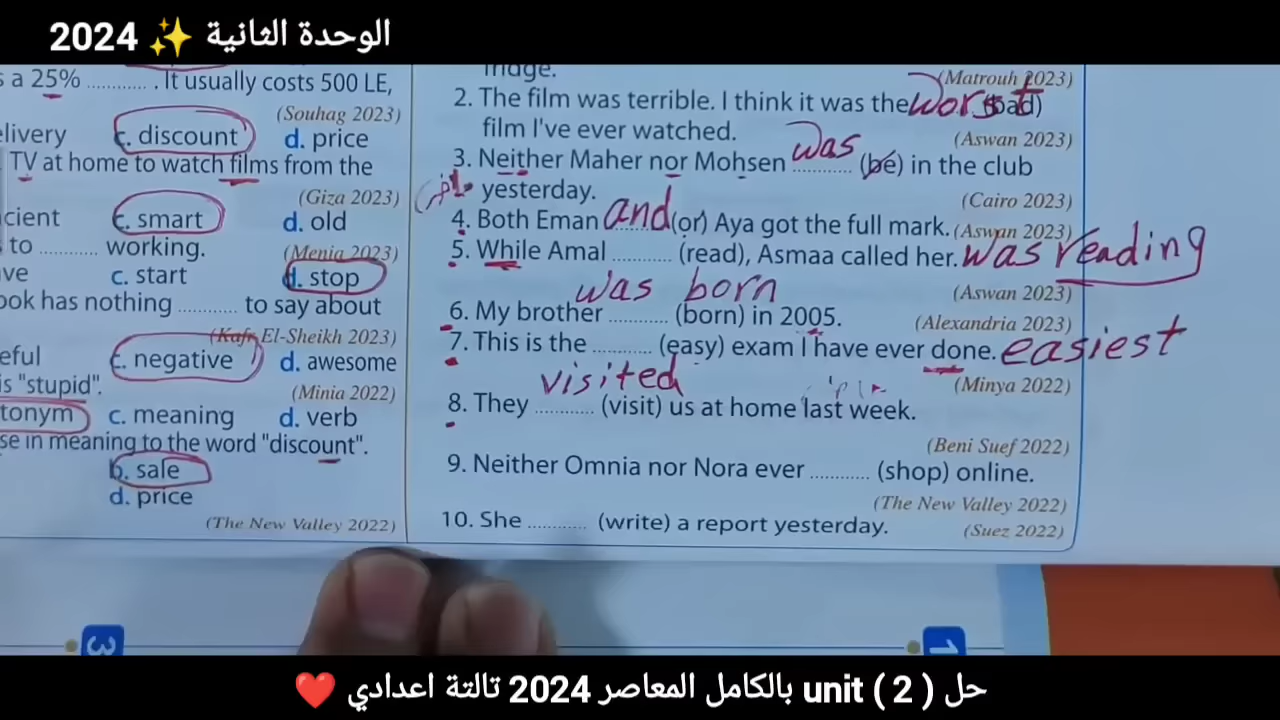 الوحدة الثانية ✨ 2024
s a 25% ............ . It usually costs 500 LE,
(Souhag 2023)
elivery c. discount d. price
TV at home to watch films from the
(Giza 2023)
cient c. smart d. old
to .......... working. (Menia 2023)
ve c. start d. stop
ook has nothing .......... to say about
(Kafr El-Sheikh 2023)
eful c. negative d. awesome
is "stupid". (Minia 2022)
tonym c. meaning d. verb
se in meaning to the word "discount".
b. sale
d. price
(The New Valley 2022)
(Matrouh 2023)
2. The film was terrible. I think it was the worst (bad)
film I've ever watched. (Aswan 2023)
3. Neither Maher nor Mohsen was .......... (be) in the club
yesterday. (Cairo 2023)
4. Both Eman and (or) Aya got the full mark. (Aswan 2023)
5. While Amal .......... (read), Asmaa called her. was reading
was born (Aswan 2023)
6. My brother .......... (born) in 2005. (Alexandria 2023)
7. This is the .......... (easy) exam I have ever done. easiest
visited (Minya 2022)
8. They .......... (visit) us at home last week.
(Beni Suef 2022)
9. Neither Omnia nor Nora ever .......... (shop) online.
(The New Valley 2022)
10. She .......... (write) a report yesterday. (Suez 2022)
3
1
حل unit ( 2 ) بالكامل المعاصر 2024 تالتة اعدادي ❤️